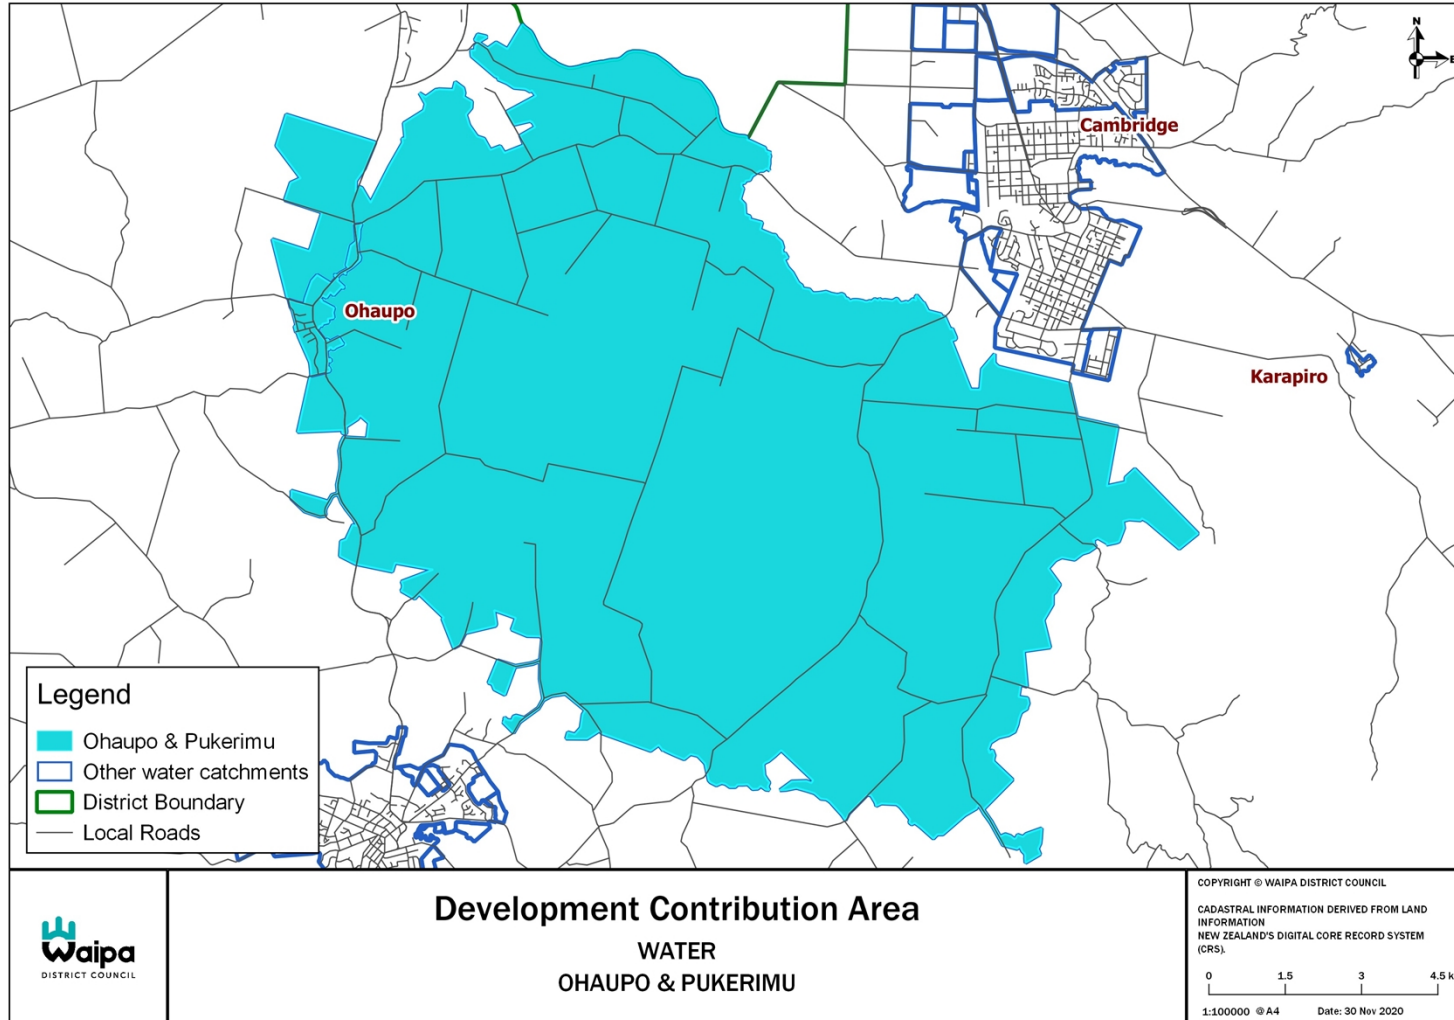 N
E
Cambridge
Ohaupo
Karapiro
Legend
Ohaupo & Pukerimu
Other water catchments
District Boundary
Local Roads
Waipa
DISTRICT COUNCIL
Development Contribution Area
WATER
OHAUPO & PUKERIMU
COPYRIGHT © WAIPA DISTRICT COUNCIL
CADASTRAL INFORMATION DERIVED FROM LAND
INFORMATION
NEW ZEALAND'S DIGITAL CORE RECORD SYSTEM
(CRS).
0 1.5 3 4.5 k
1:100000 @ A4 Date: 30 Nov 2020